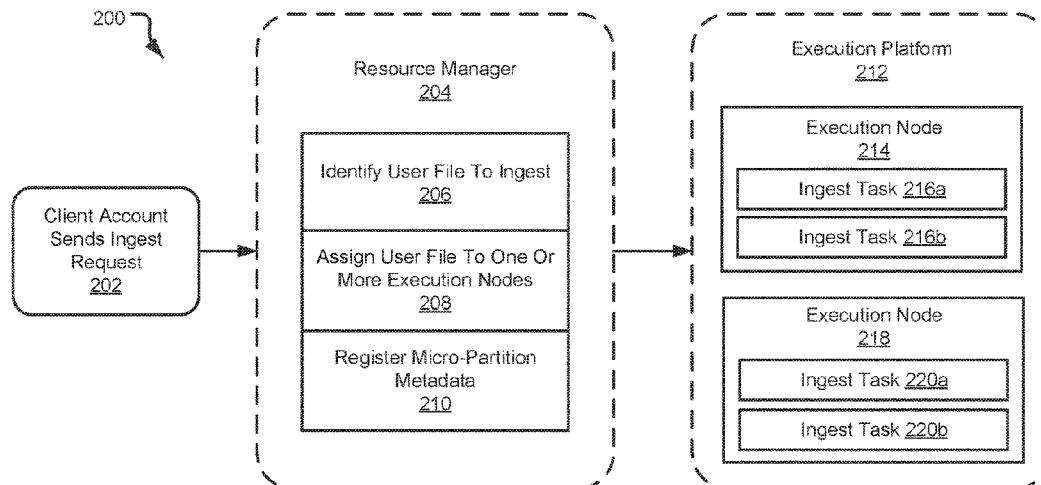 200
Client Account
Sends Ingest
Request
202
Resource Manager
204
Identify User File To Ingest
206
Assign User File To One Or
More Execution Nodes
208
Register Micro-Partition
Metadata
210
Execution Platform
212
Execution Node
214
Ingest Task 216a
Ingest Task 216b
Execution Node
218
Ingest Task 220a
Ingest Task 220b